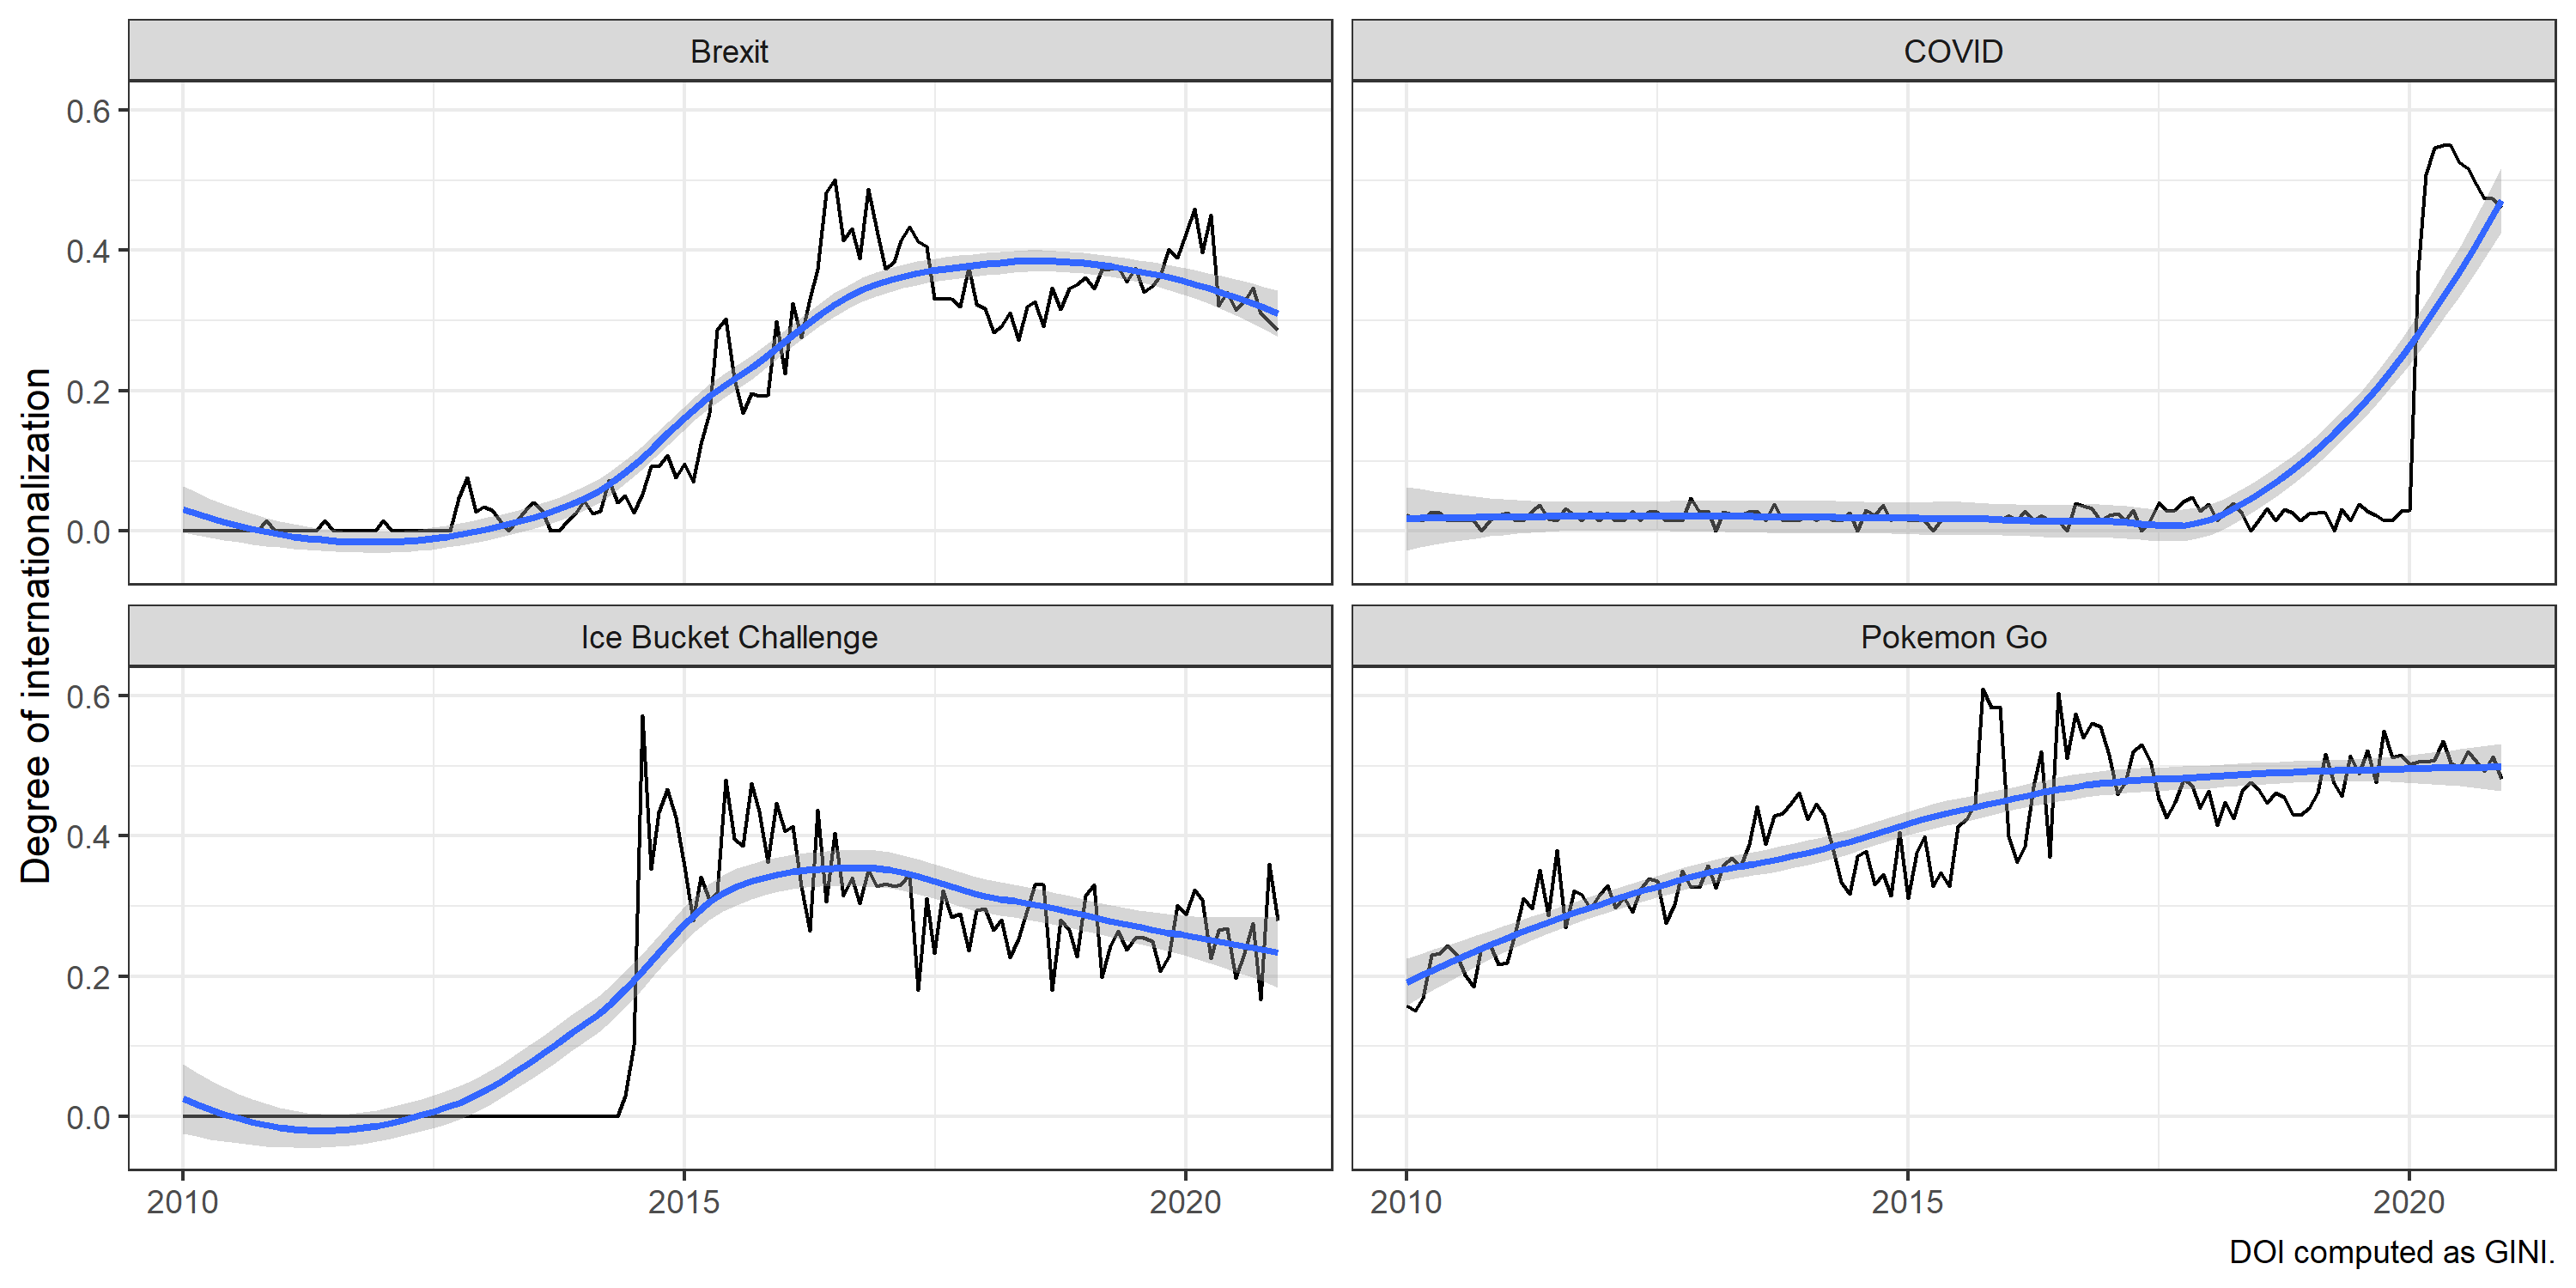 Brexit
COVID
0.6
0.4
0.2
0.0
Ice Bucket Challenge
Pokemon Go
0.6
0.4
0.2
0.0
Degree of internationalization
2010
2015
2020
2010
2015
2020
DOI computed as GINI.